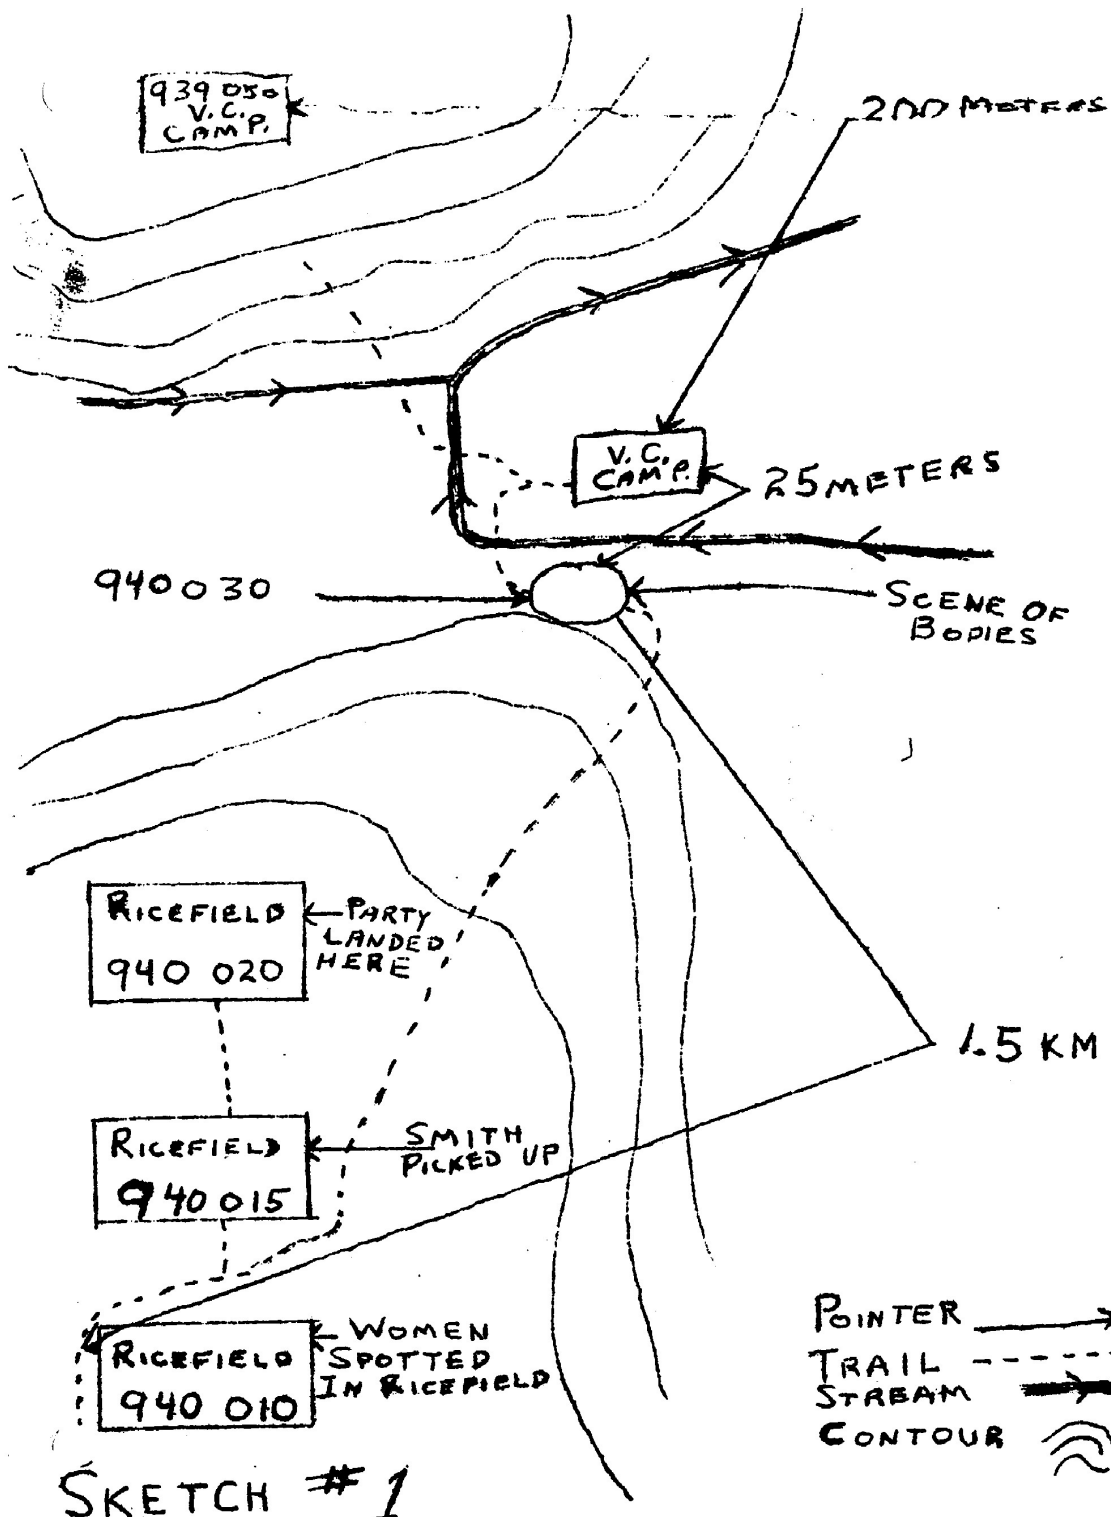 939 050
V.C.
CAMP.
200 METERS
V.C.
CAMP.
25 METERS
940 030
SCENE OF
BODIES
RICEFIELD
940 020
PARTY
LANDED
HERE
1.5 KM
RICEFIELD
940 015
SMITH
PICKED UP
RICEFIELD
940 010
WOMEN
SPOTTED
IN RICEFIELD
POINTER
TRAIL
STREAM
CONTOUR
SKETCH #1